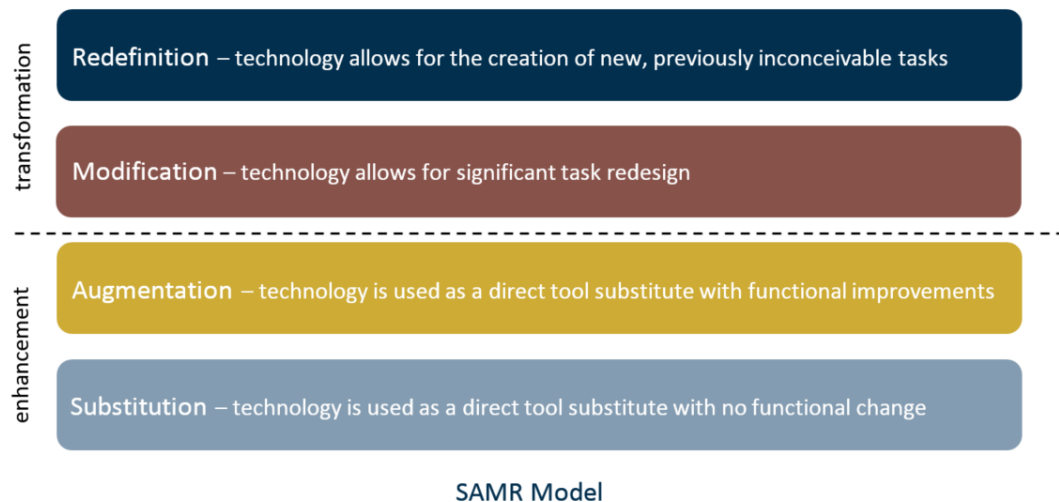 transformation
Redefinition – technology allows for the creation of new, previously inconceivable tasks
Modification – technology allows for significant task redesign
enhancement
Augmentation – technology is used as a direct tool substitute with functional improvements
Substitution – technology is used as a direct tool substitute with no functional change
SAMR Model